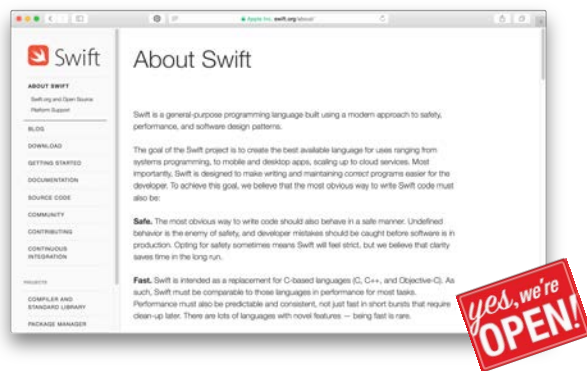 Apple Inc. swift.org/about/
Swift
ABOUT SWIFT
Swift.org and Open Source
Platform Support
BLOG
DOWNLOAD
GETTING STARTED
DOCUMENTATION
SOURCE CODE
COMMUNITY
CONTRIBUTING
CONTINUOUS
INTEGRATION
PROJECTS
COMPILER AND
STANDARD LIBRARY
PACKAGE MANAGER
About Swift
Swift is a general-purpose programming language built using a modern approach to safety,
performance, and software design patterns.
The goal of the Swift project is to create the best available language for uses ranging from
systems programming, to mobile and desktop apps, scaling up to cloud services. Most
importantly, Swift is designed to make writing and maintaining correct programs easier for the
developer. To achieve this goal, we believe that the most obvious way to write Swift code must
also be:
Safe. The most obvious way to write code should also behave in a safe manner. Undefined
behavior is the enemy of safety, and developer mistakes should be caught before software is in
production. Opting for safety sometimes means Swift will feel strict, but we believe that clarity
saves time in the long run.
Fast. Swift is intended as a replacement for C-based languages (C, C++, and Objective-C). As
such, Swift must be comparable to those languages in performance for most tasks.
Performance must also be predictable and consistent, not just fast in short bursts that require
clean-up later. There are lots of languages with novel features — being fast is rare.
yes, we're
OPEN!